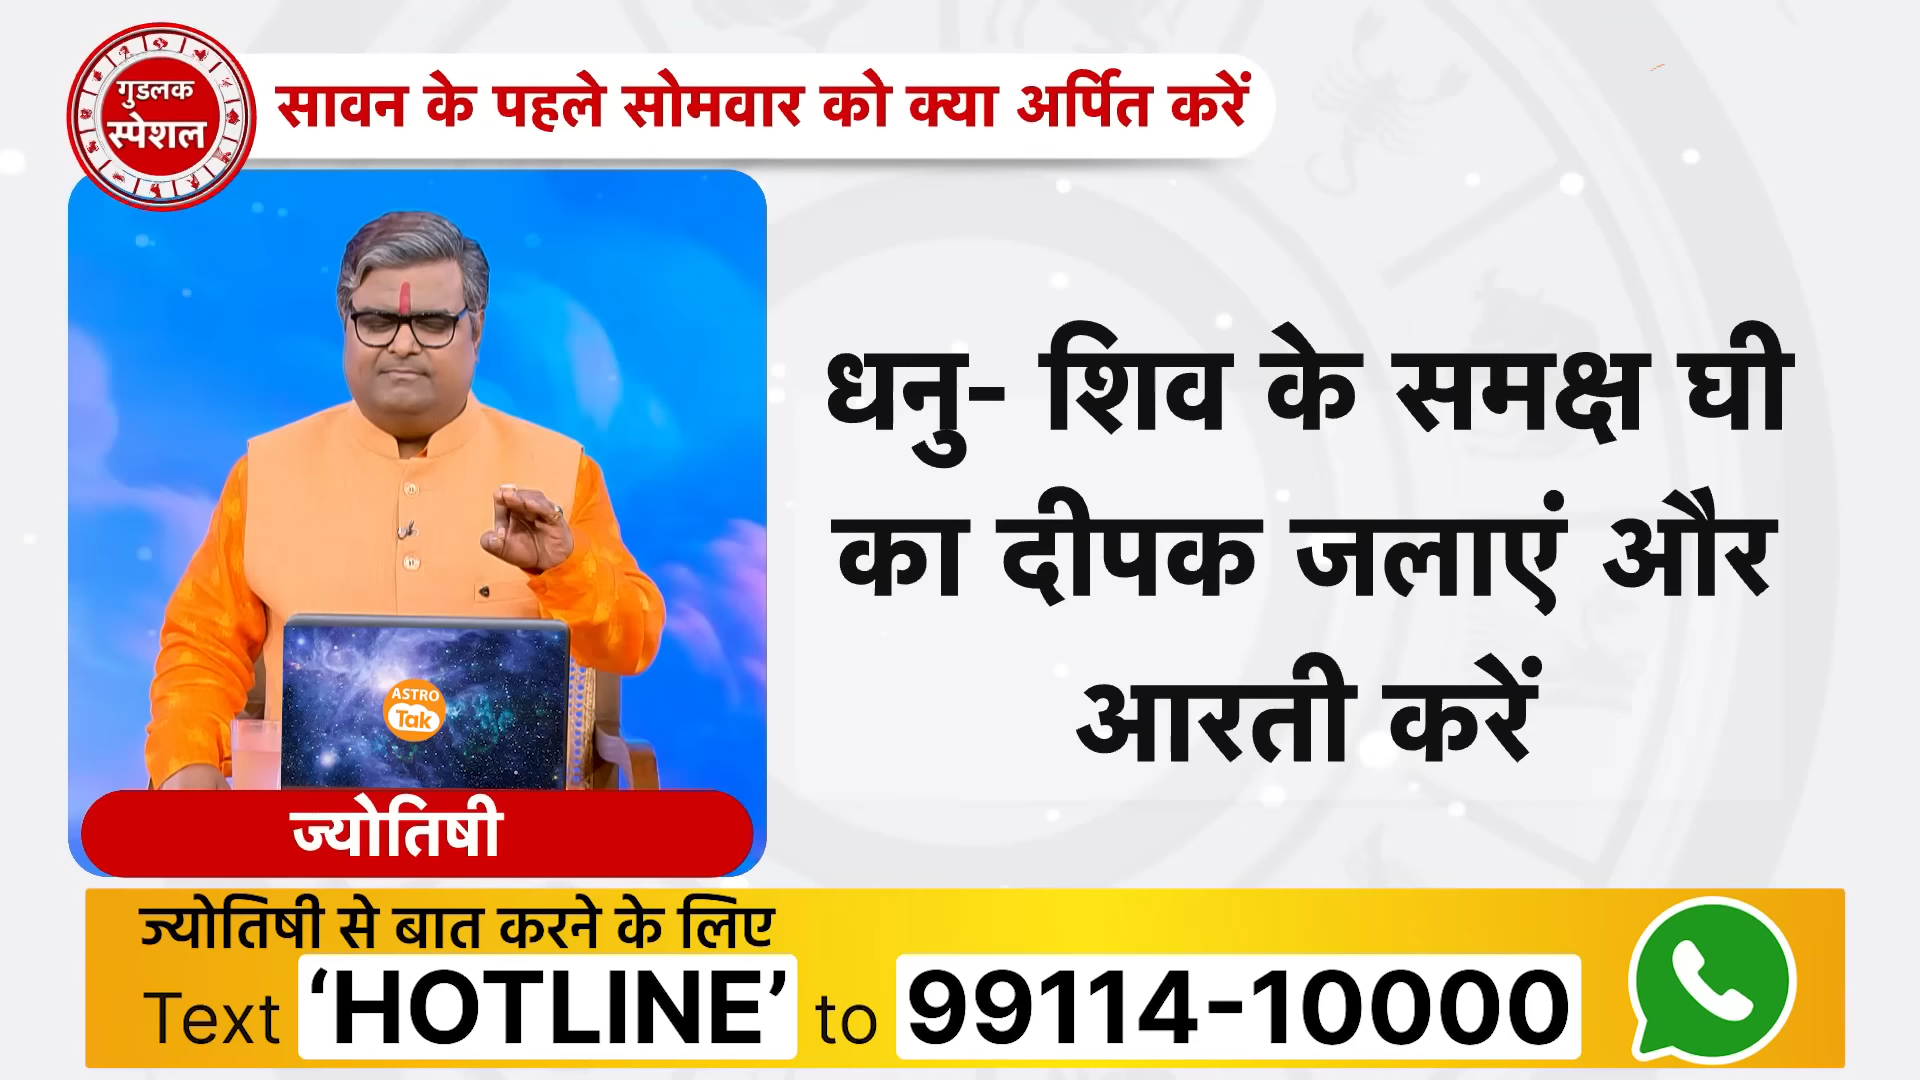 गुडलक
स्पेशल
सावन के पहले सोमवार को क्या अर्पित करें
धनु- शिव के समक्ष घी
का दीपक जलाएं और
आरती करें
ASTRO
Tak
ज्योतिषी
ज्योतिषी से बात करने के लिए
Text ‘HOTLINE’ to 99114-10000